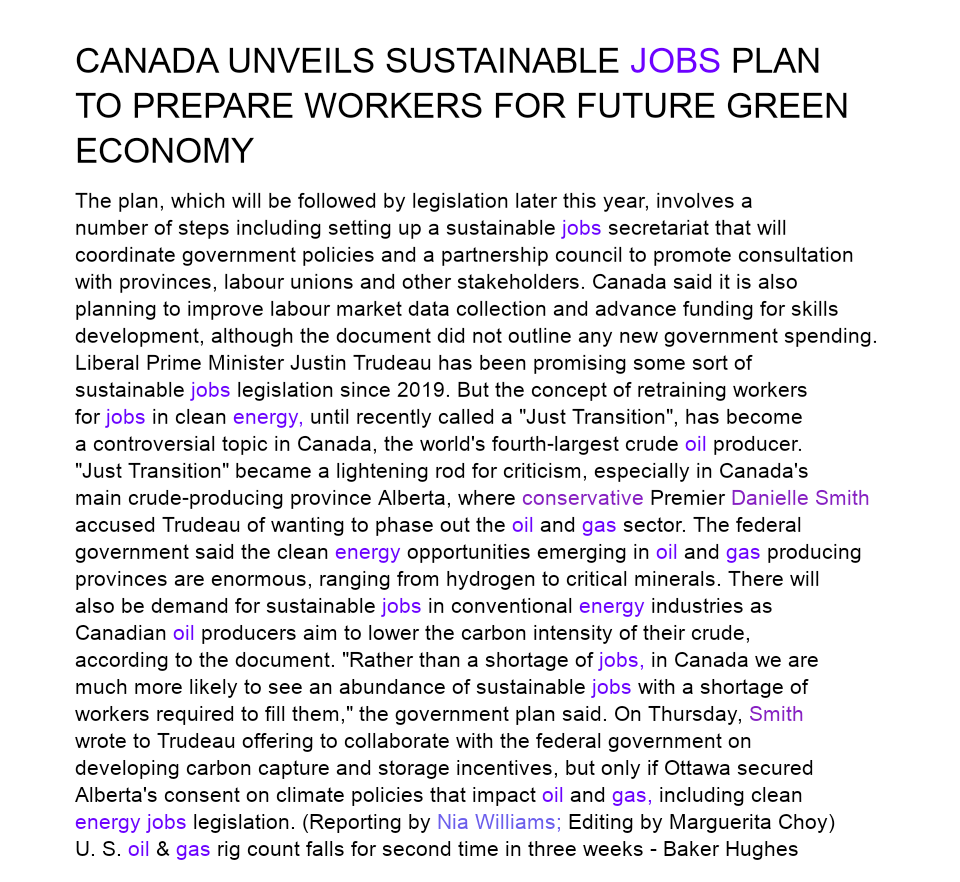 CANADA UNVEILS SUSTAINABLE JOBS PLAN
TO PREPARE WORKERS FOR FUTURE GREEN
ECONOMY
The plan, which will be followed by legislation later this year, involves a
number of steps including setting up a sustainable jobs secretariat that will
coordinate government policies and a partnership council to promote consultation
with provinces, labour unions and other stakeholders. Canada said it is also
planning to improve labour market data collection and advance funding for skills
development, although the document did not outline any new government spending.
Liberal Prime Minister Justin Trudeau has been promising some sort of
sustainable jobs legislation since 2019. But the concept of retraining workers
for jobs in clean energy, until recently called a "Just Transition", has become
a controversial topic in Canada, the world's fourth-largest crude oil producer.
"Just Transition" became a lightening rod for criticism, especially in Canada's
main crude-producing province Alberta, where conservative Premier Danielle Smith
accused Trudeau of wanting to phase out the oil and gas sector. The federal
government said the clean energy opportunities emerging in oil and gas producing
provinces are enormous, ranging from hydrogen to critical minerals. There will
also be demand for sustainable jobs in conventional energy industries as
Canadian oil producers aim to lower the carbon intensity of their crude,
according to the document. "Rather than a shortage of jobs, in Canada we are
much more likely to see an abundance of sustainable jobs with a shortage of
workers required to fill them," the government plan said. On Thursday, Smith
wrote to Trudeau offering to collaborate with the federal government on
developing carbon capture and storage incentives, but only if Ottawa secured
Alberta's consent on climate policies that impact oil and gas, including clean
energy jobs legislation. (Reporting by Nia Williams; Editing by Marguerita Choy)
U. S. oil & gas rig count falls for second time in three weeks - Baker Hughes